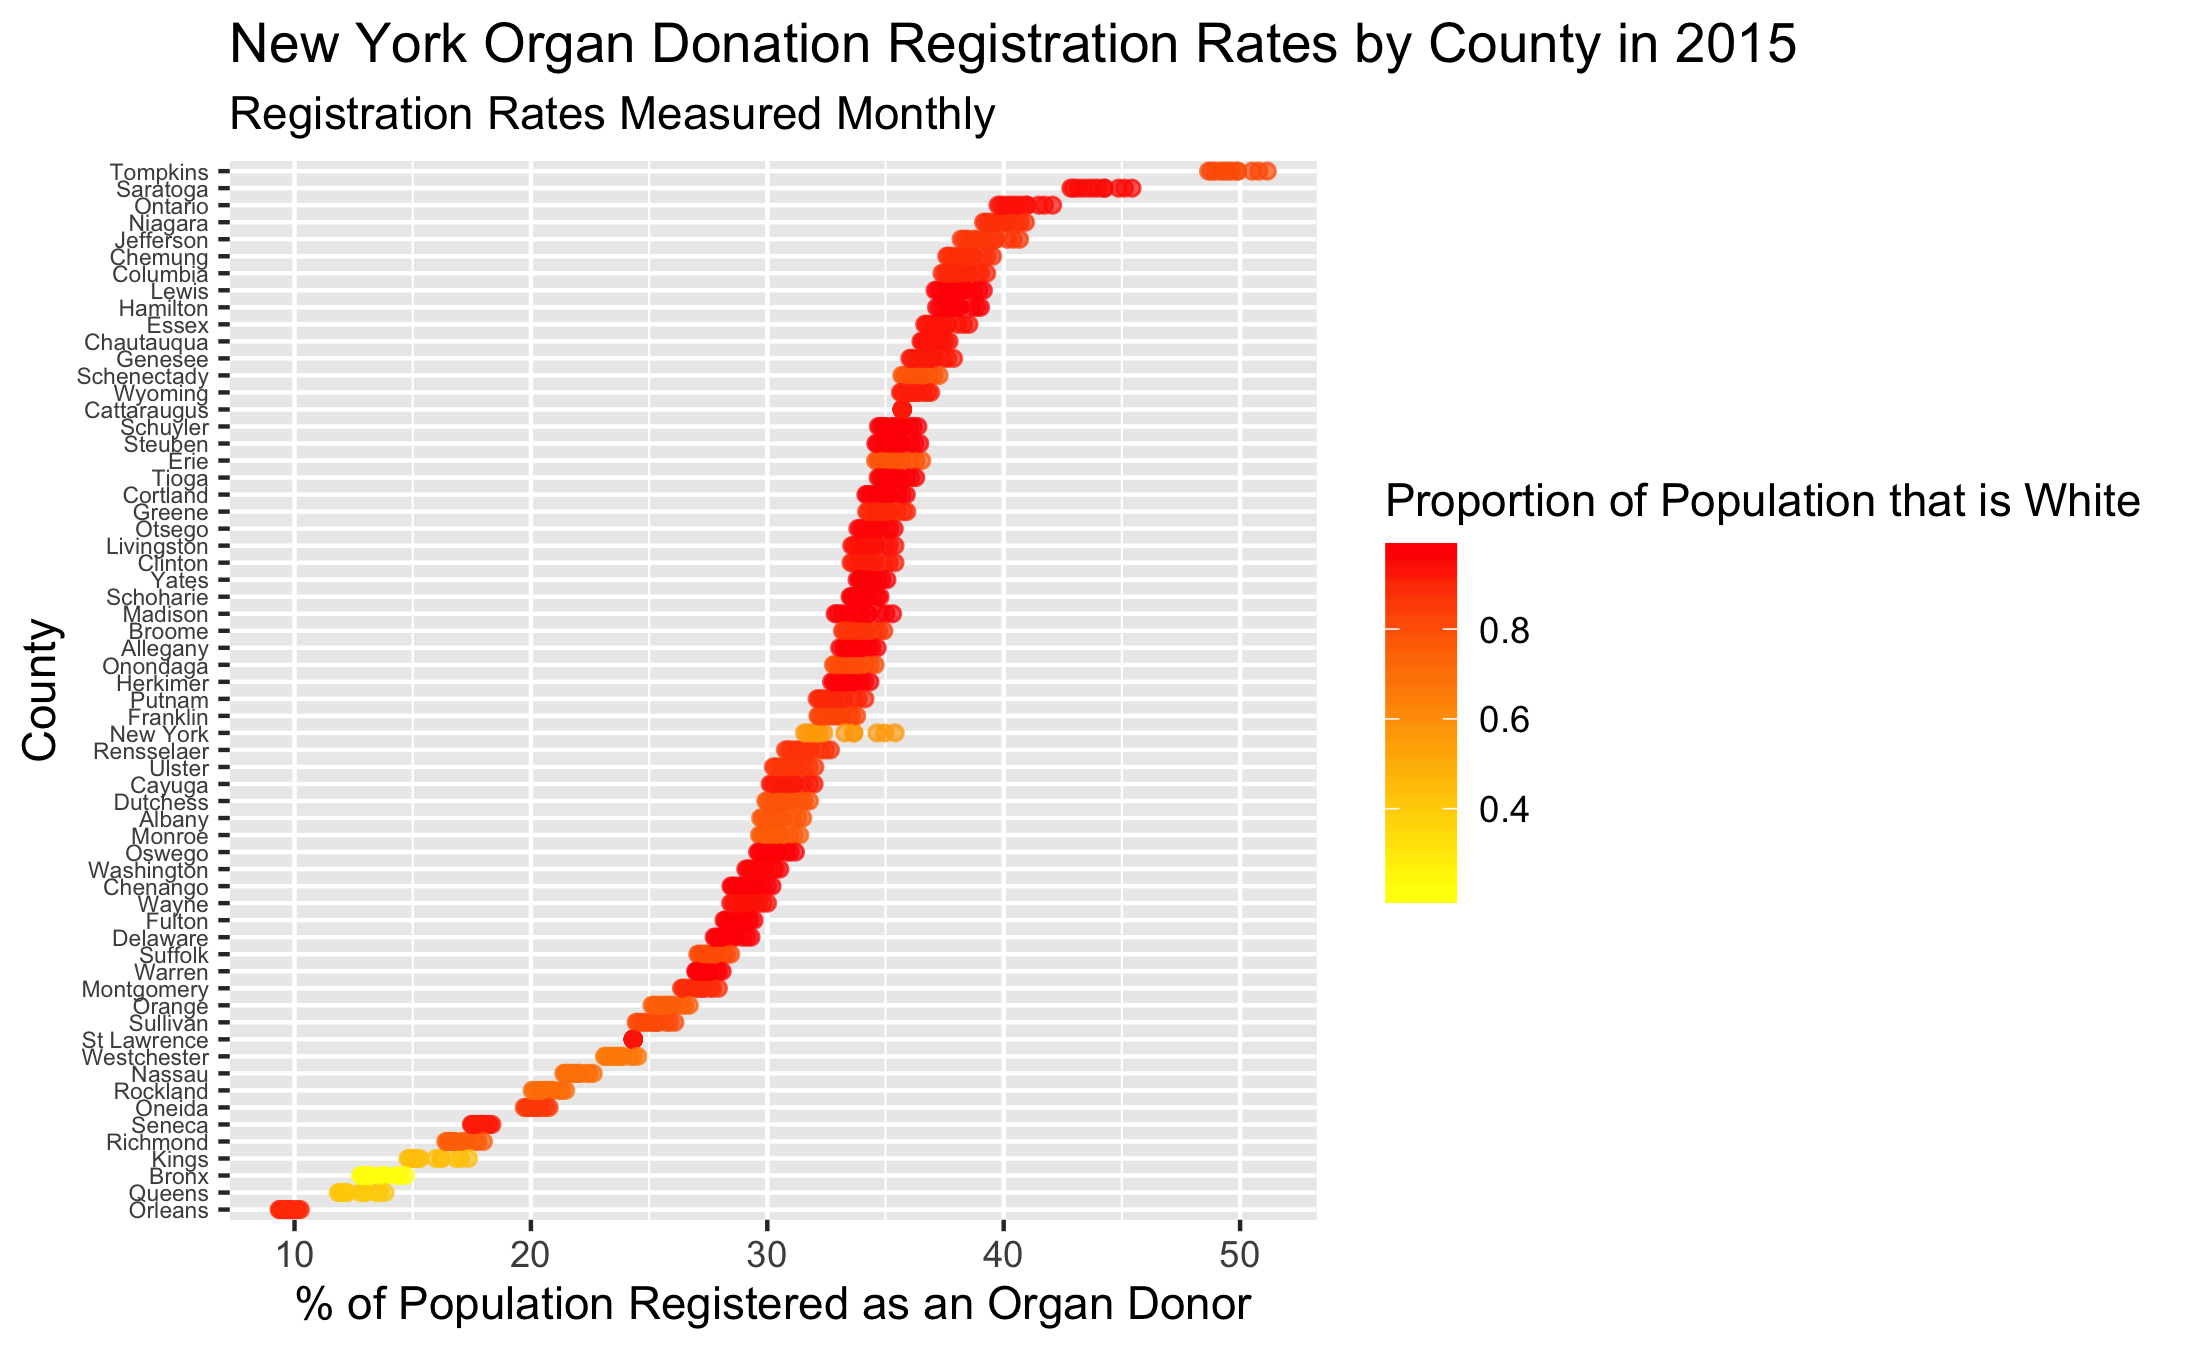 New York Organ Donation Registration Rates by County in 2015
Registration Rates Measured Monthly
Tompkins
Saratoga
Ontario
Niagara
Jefferson
Chemung
Columbia
Lewis
Hamilton
Essex
Chautauqua
Genesee
Schenectady
Wyoming
Cattaraugus
Schuyler
Steuben
Erie
Tioga
Cortland
Greene
Otsego
Livingston
Clinton
Yates
Schoharie
Madison
Broome
Allegany
Onondaga
Herkimer
Putnam
Franklin
New York
Rensselaer
Ulster
Cayuga
Dutchess
Albany
Monroe
Oswego
Washington
Chenango
Wayne
Fulton
Delaware
Suffolk
Warren
Montgomery
Orange
Sullivan
St Lawrence
Westchester
Nassau
Rockland
Oneida
Seneca
Richmond
Kings
Bronx
Queens
Orleans
County
10 20 30 40 50
% of Population Registered as an Organ Donor
Proportion of Population that is White
0.8
0.6
0.4